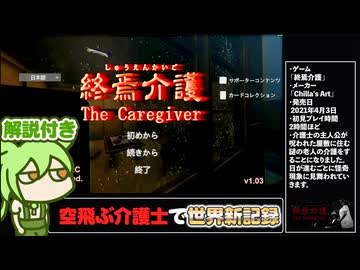 日本語
しゅうえんかいご
終焉介護
The Caregiver
サポーターコンテンツ
カードコレクション
初めから
続きから
終了
v1.03
解説付き
空飛ぶ介護士で世界新記録
・ゲーム
「終焉介護」
・メーカー
「Chilla's Art」
・発売日
2021年4月3日
・初見プレイ時間
2時間ほど
・介護士の主人公が
呪われた屋敷に住む
謎の老人の介護をす
ることになりました。
日が進むごとに怪奇
現象に見舞われてい
きます。